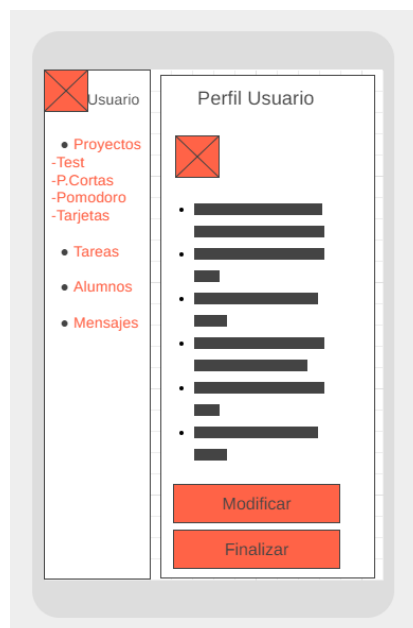 Usuario
● Proyectos
-Test
-P.Cortas
-Pomodoro
-Tarjetas
● Tareas
● Alumnos
● Mensajes
Perfil Usuario
Modificar
Finalizar